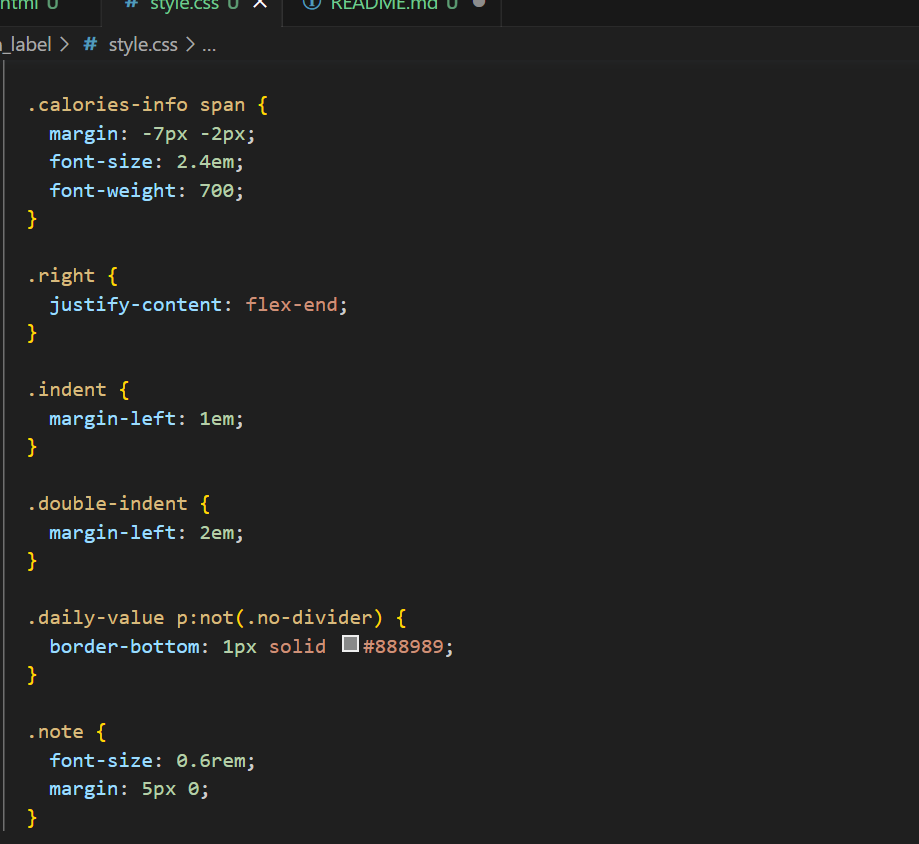 html U
# style.css U
README.md U
_label > # style.css > ...
.calories-info span {
margin: -7px -2px;
font-size: 2.4em;
font-weight: 700;
}
.right {
justify-content: flex-end;
}
.indent {
margin-left: 1em;
}
.double-indent {
margin-left: 2em;
}
.daily-value p:not(.no-divider) {
border-bottom: 1px solid #888989;
}
.note {
font-size: 0.6rem;
margin: 5px 0;
}